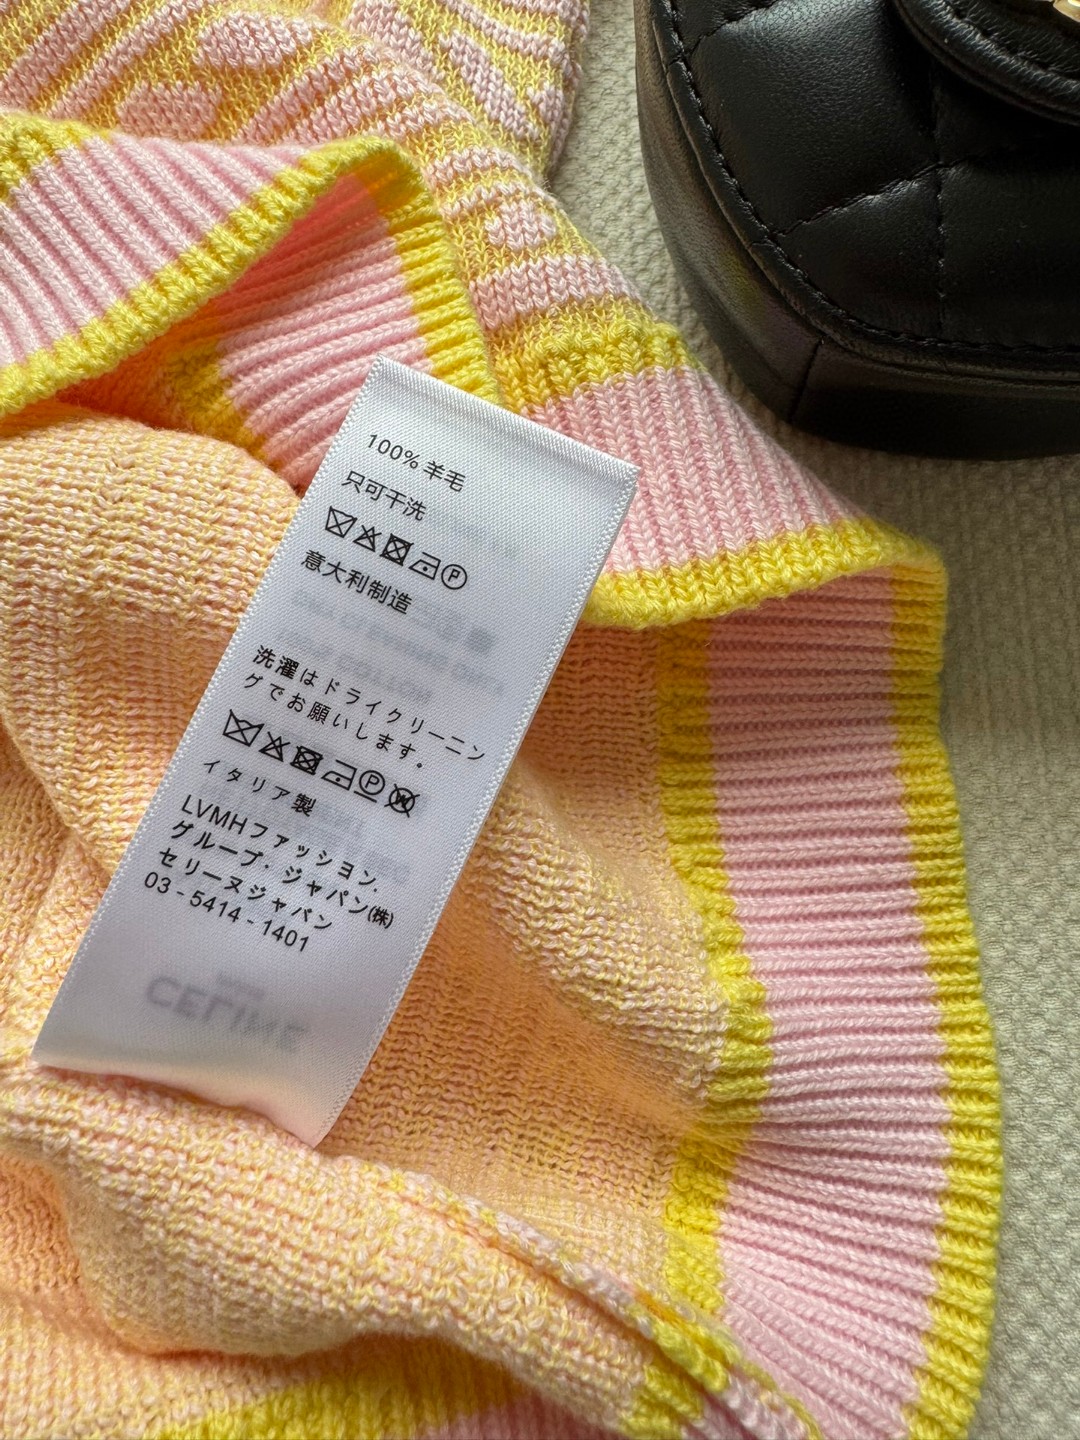 100% 羊毛
只可干洗
P
意大利制造
洗濯はドライクリーニン
グでお願いします。
P W
イタリア製
LVMHファッション.
グループ. ジャパン(株)
セリーヌジャパン
03-5414-1401
CELINE